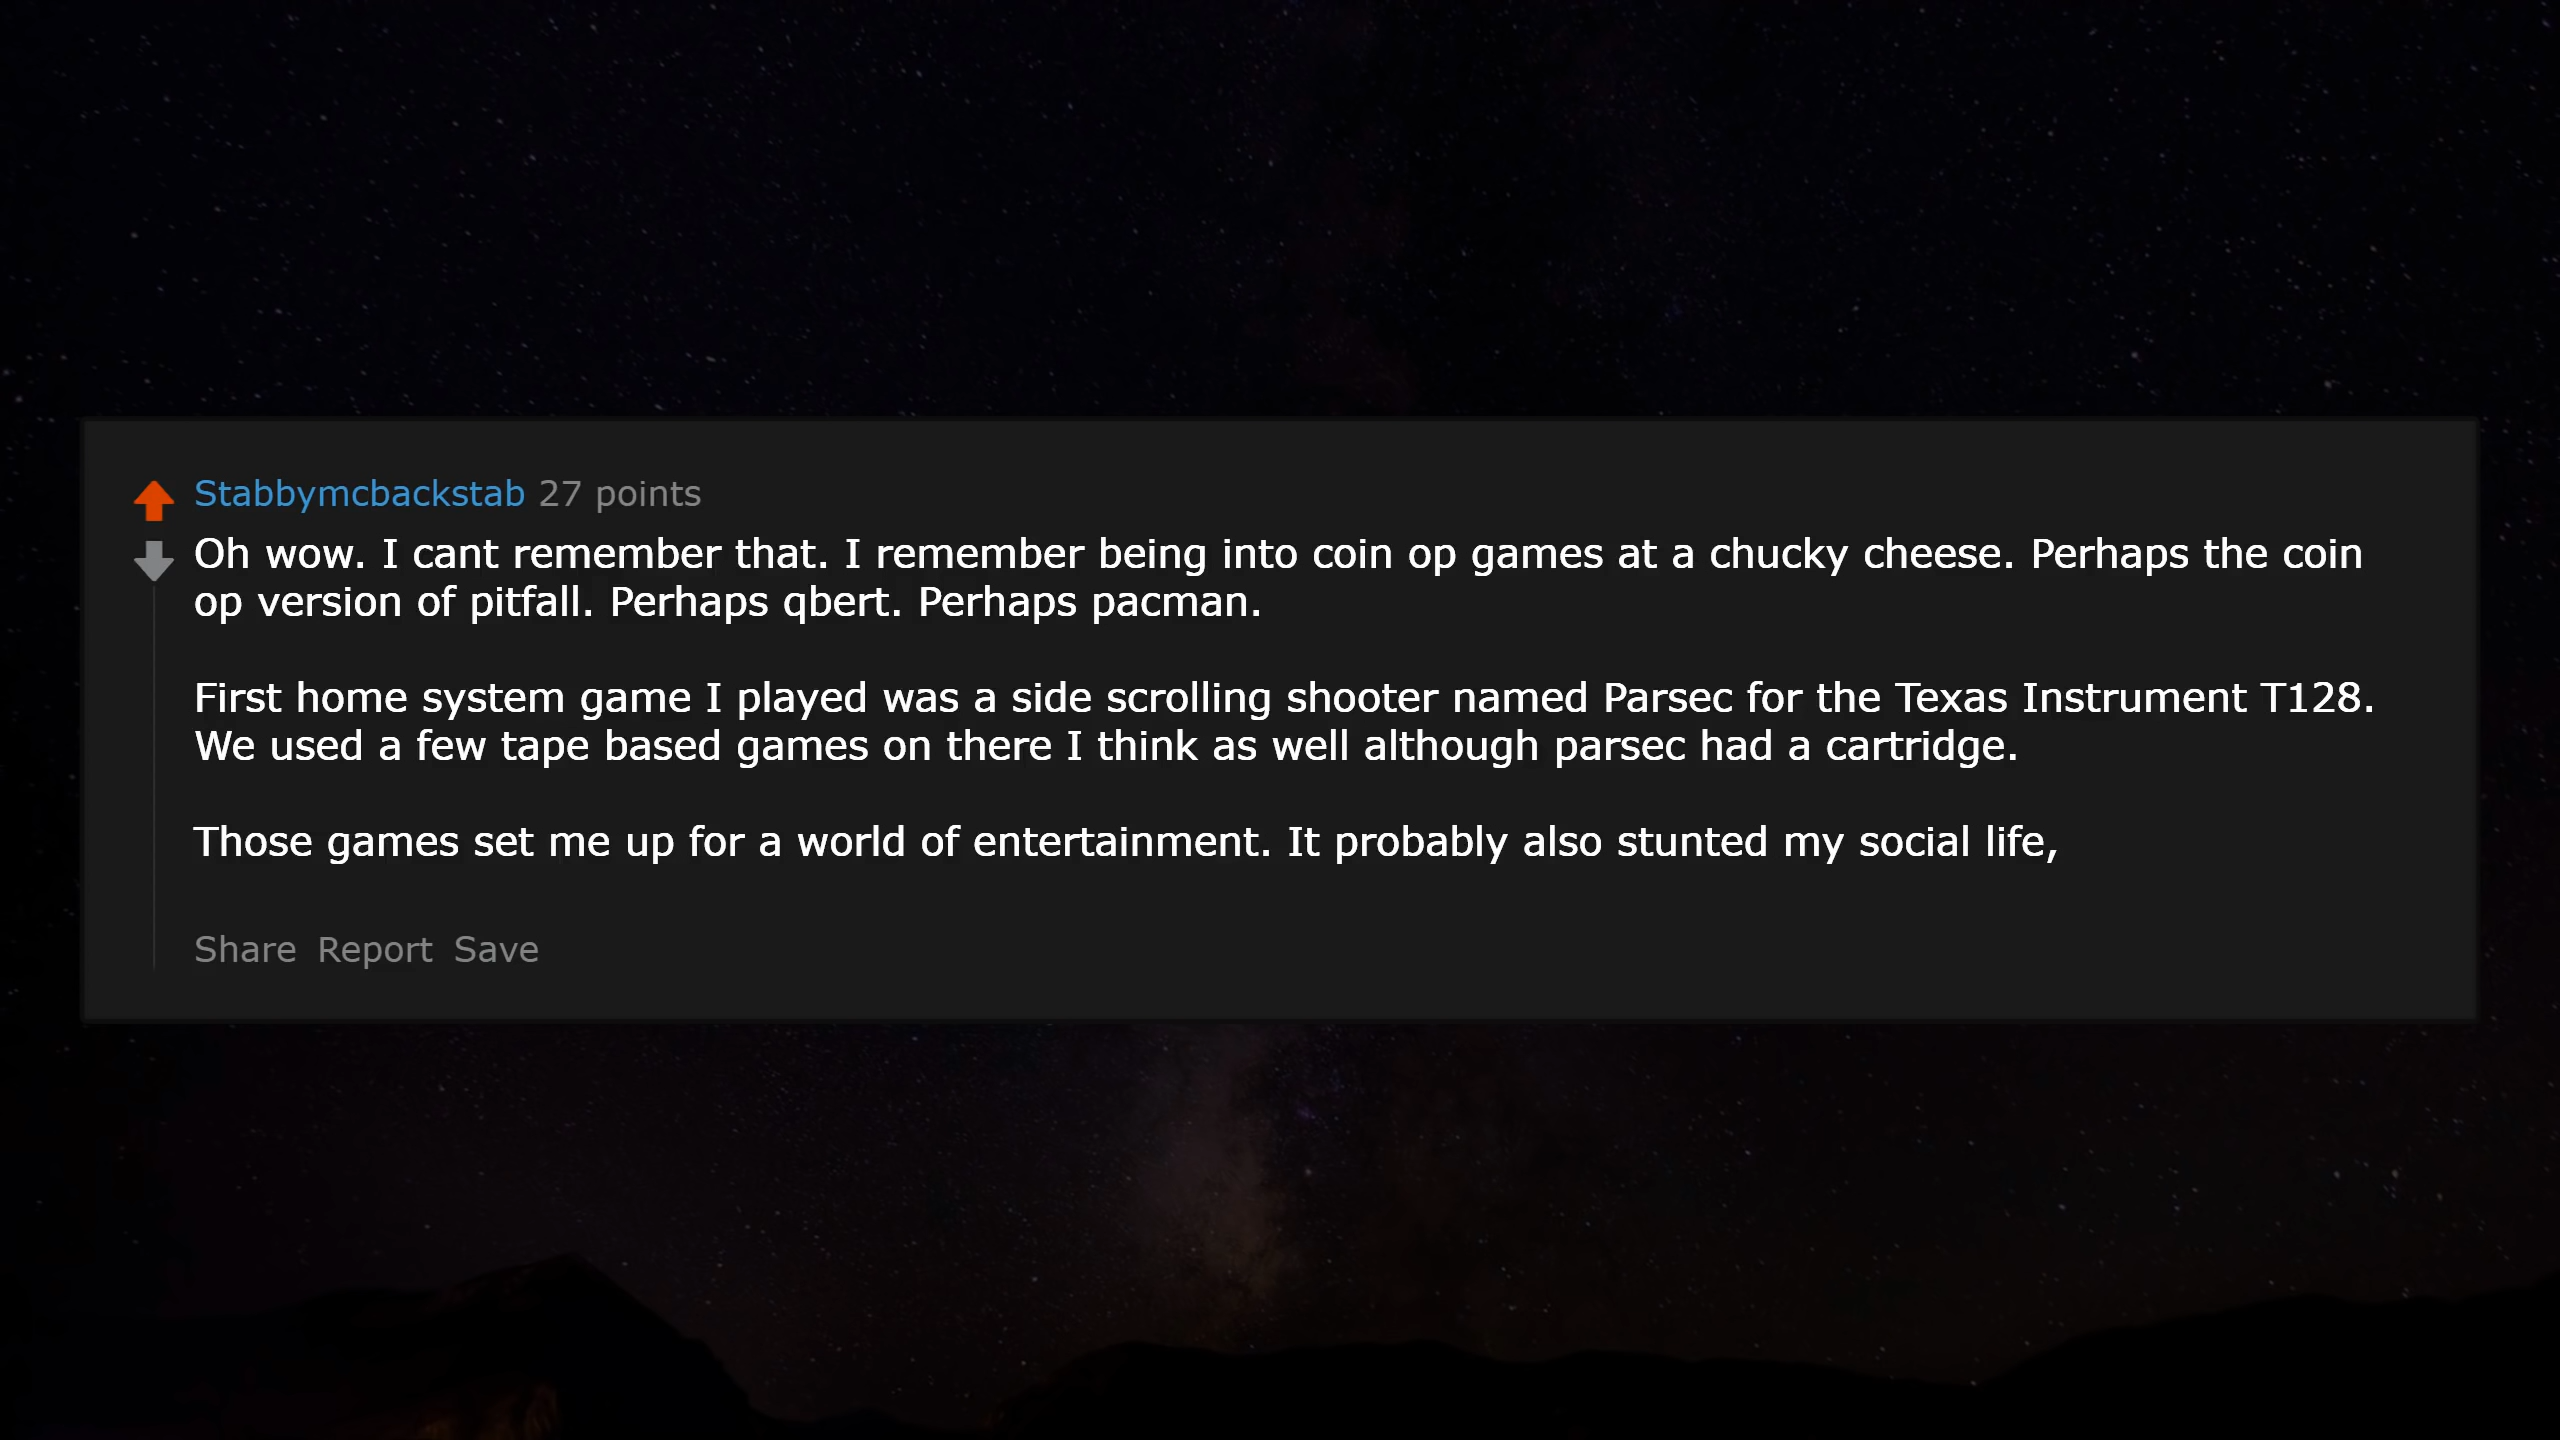 Stabbymcbackstab 27 points
Oh wow. I cant remember that. I remember being into coin op games at a chucky cheese. Perhaps the coin
op version of pitfall. Perhaps qbert. Perhaps pacman.
First home system game I played was a side scrolling shooter named Parsec for the Texas Instrument T128.
We used a few tape based games on there I think as well although parsec had a cartridge.
Those games set me up for a world of entertainment. It probably also stunted my social life,
Share Report Save